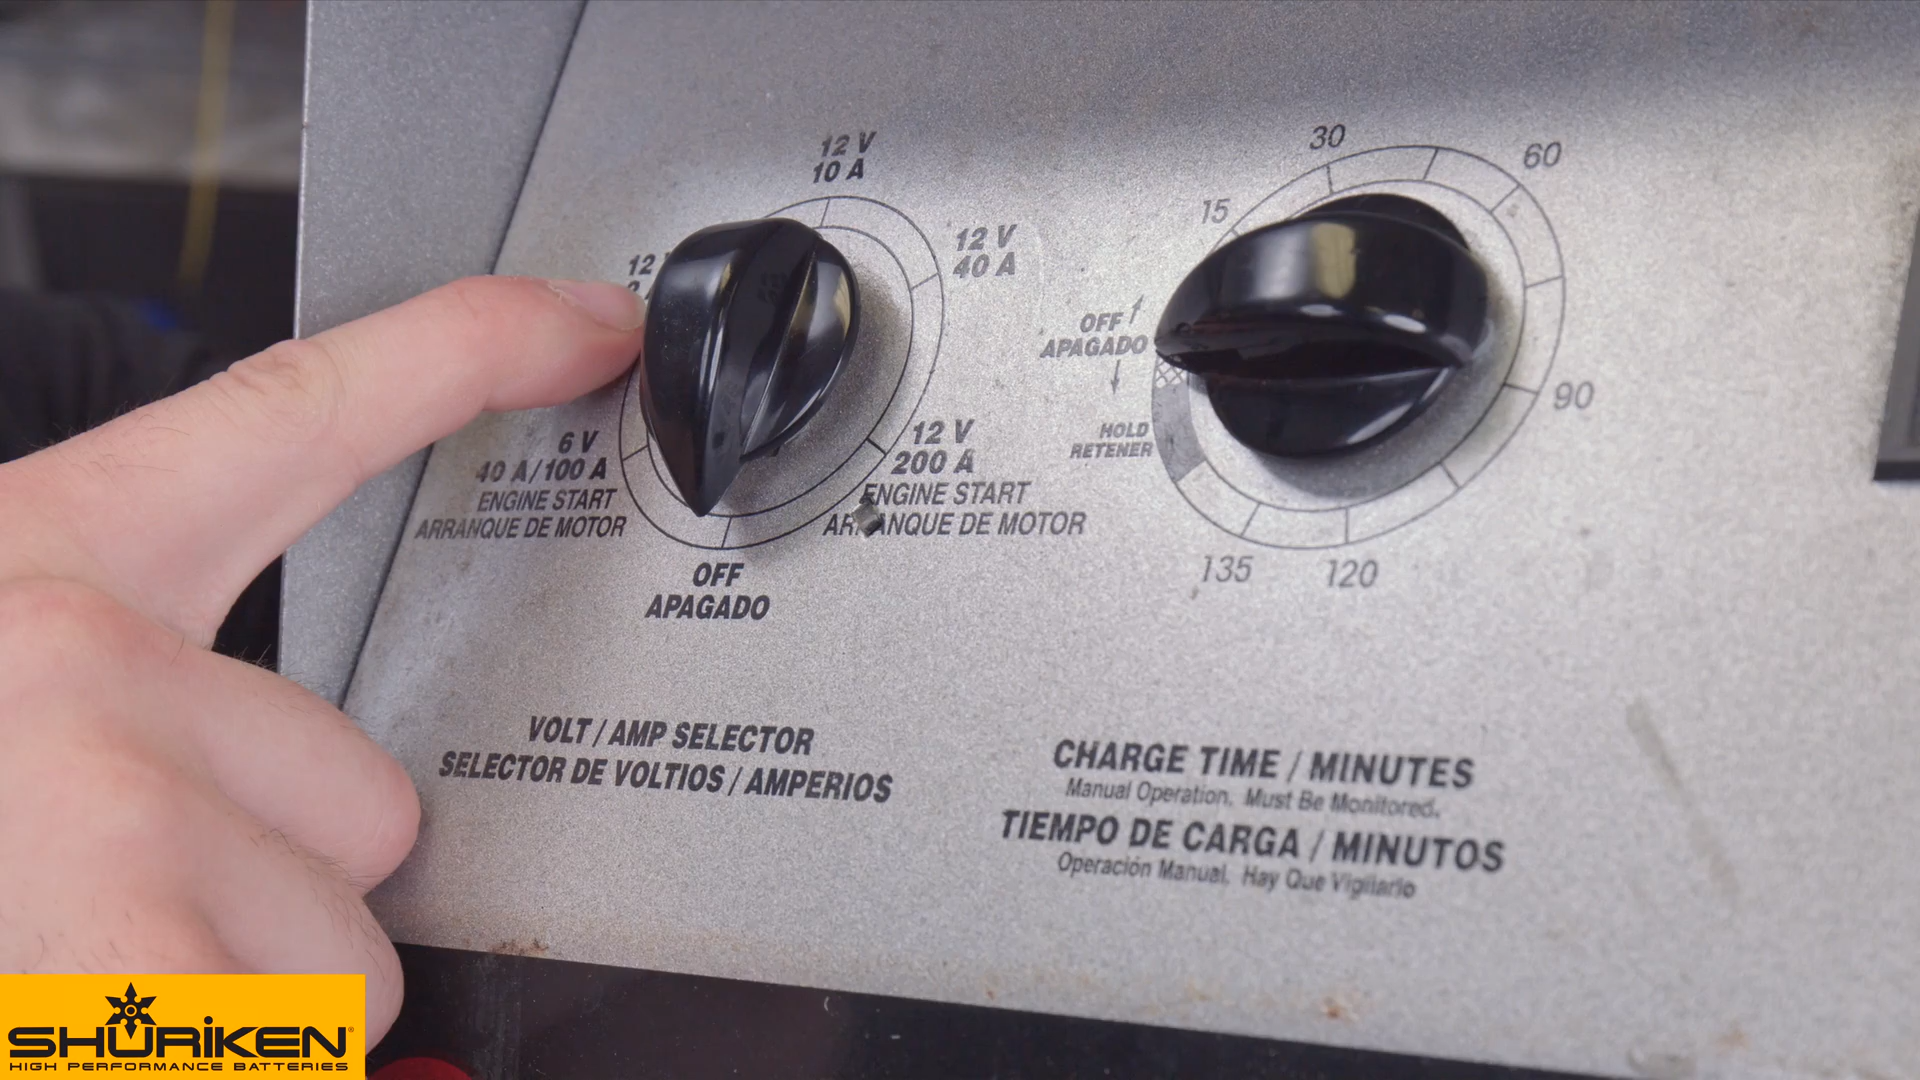 12 V
10 A
12 V
40 A
12
6 V
40 A/100 A
ENGINE START
ARRANQUE DE MOTOR
12 V
200 A
ENGINE START
ARRANQUE DE MOTOR
OFF
APAGADO
VOLT / AMP SELECTOR
SELECTOR DE VOLTIOS / AMPERIOS
15
30
60
90
120
135
OFF
APAGADO
HOLD
RETENER
CHARGE TIME / MINUTES
Manual Operation. Must Be Monitored.
TIEMPO DE CARGA / MINUTOS
Operación Manual. Hay Que Vigilarlo
SHURiKEN®
HIGH PERFORMANCE BATTERIES